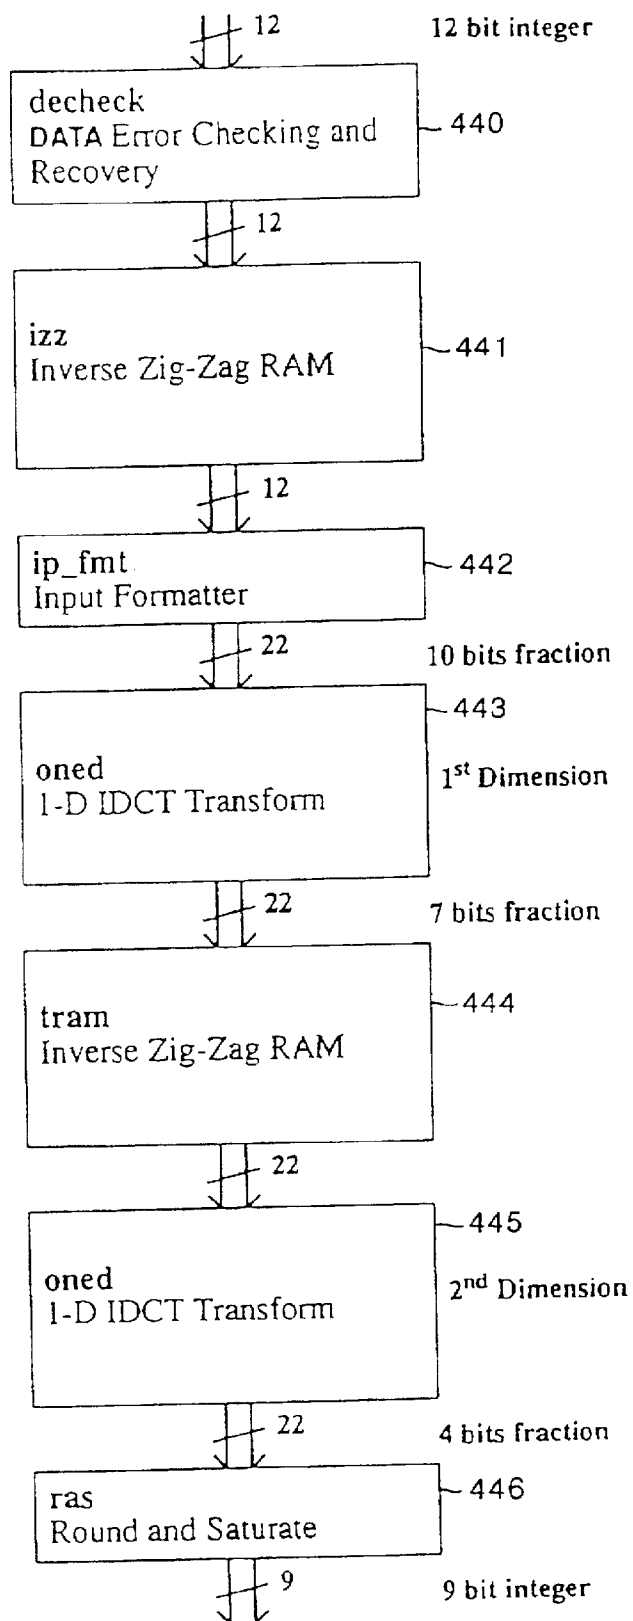 12 12 bit integer
decheck
DATA Error Checking and
Recovery
440
12
izz
Inverse Zig-Zag RAM
441
12
ip_fmt
Input Formatter
442
22 10 bits fraction
443
oned
1-D IDCT Transform
1st Dimension
22 7 bits fraction
444
tram
Inverse Zig-Zag RAM
22
445
oned
1-D IDCT Transform
2nd Dimension
22 4 bits fraction
ras
Round and Saturate
446
9 9 bit integer